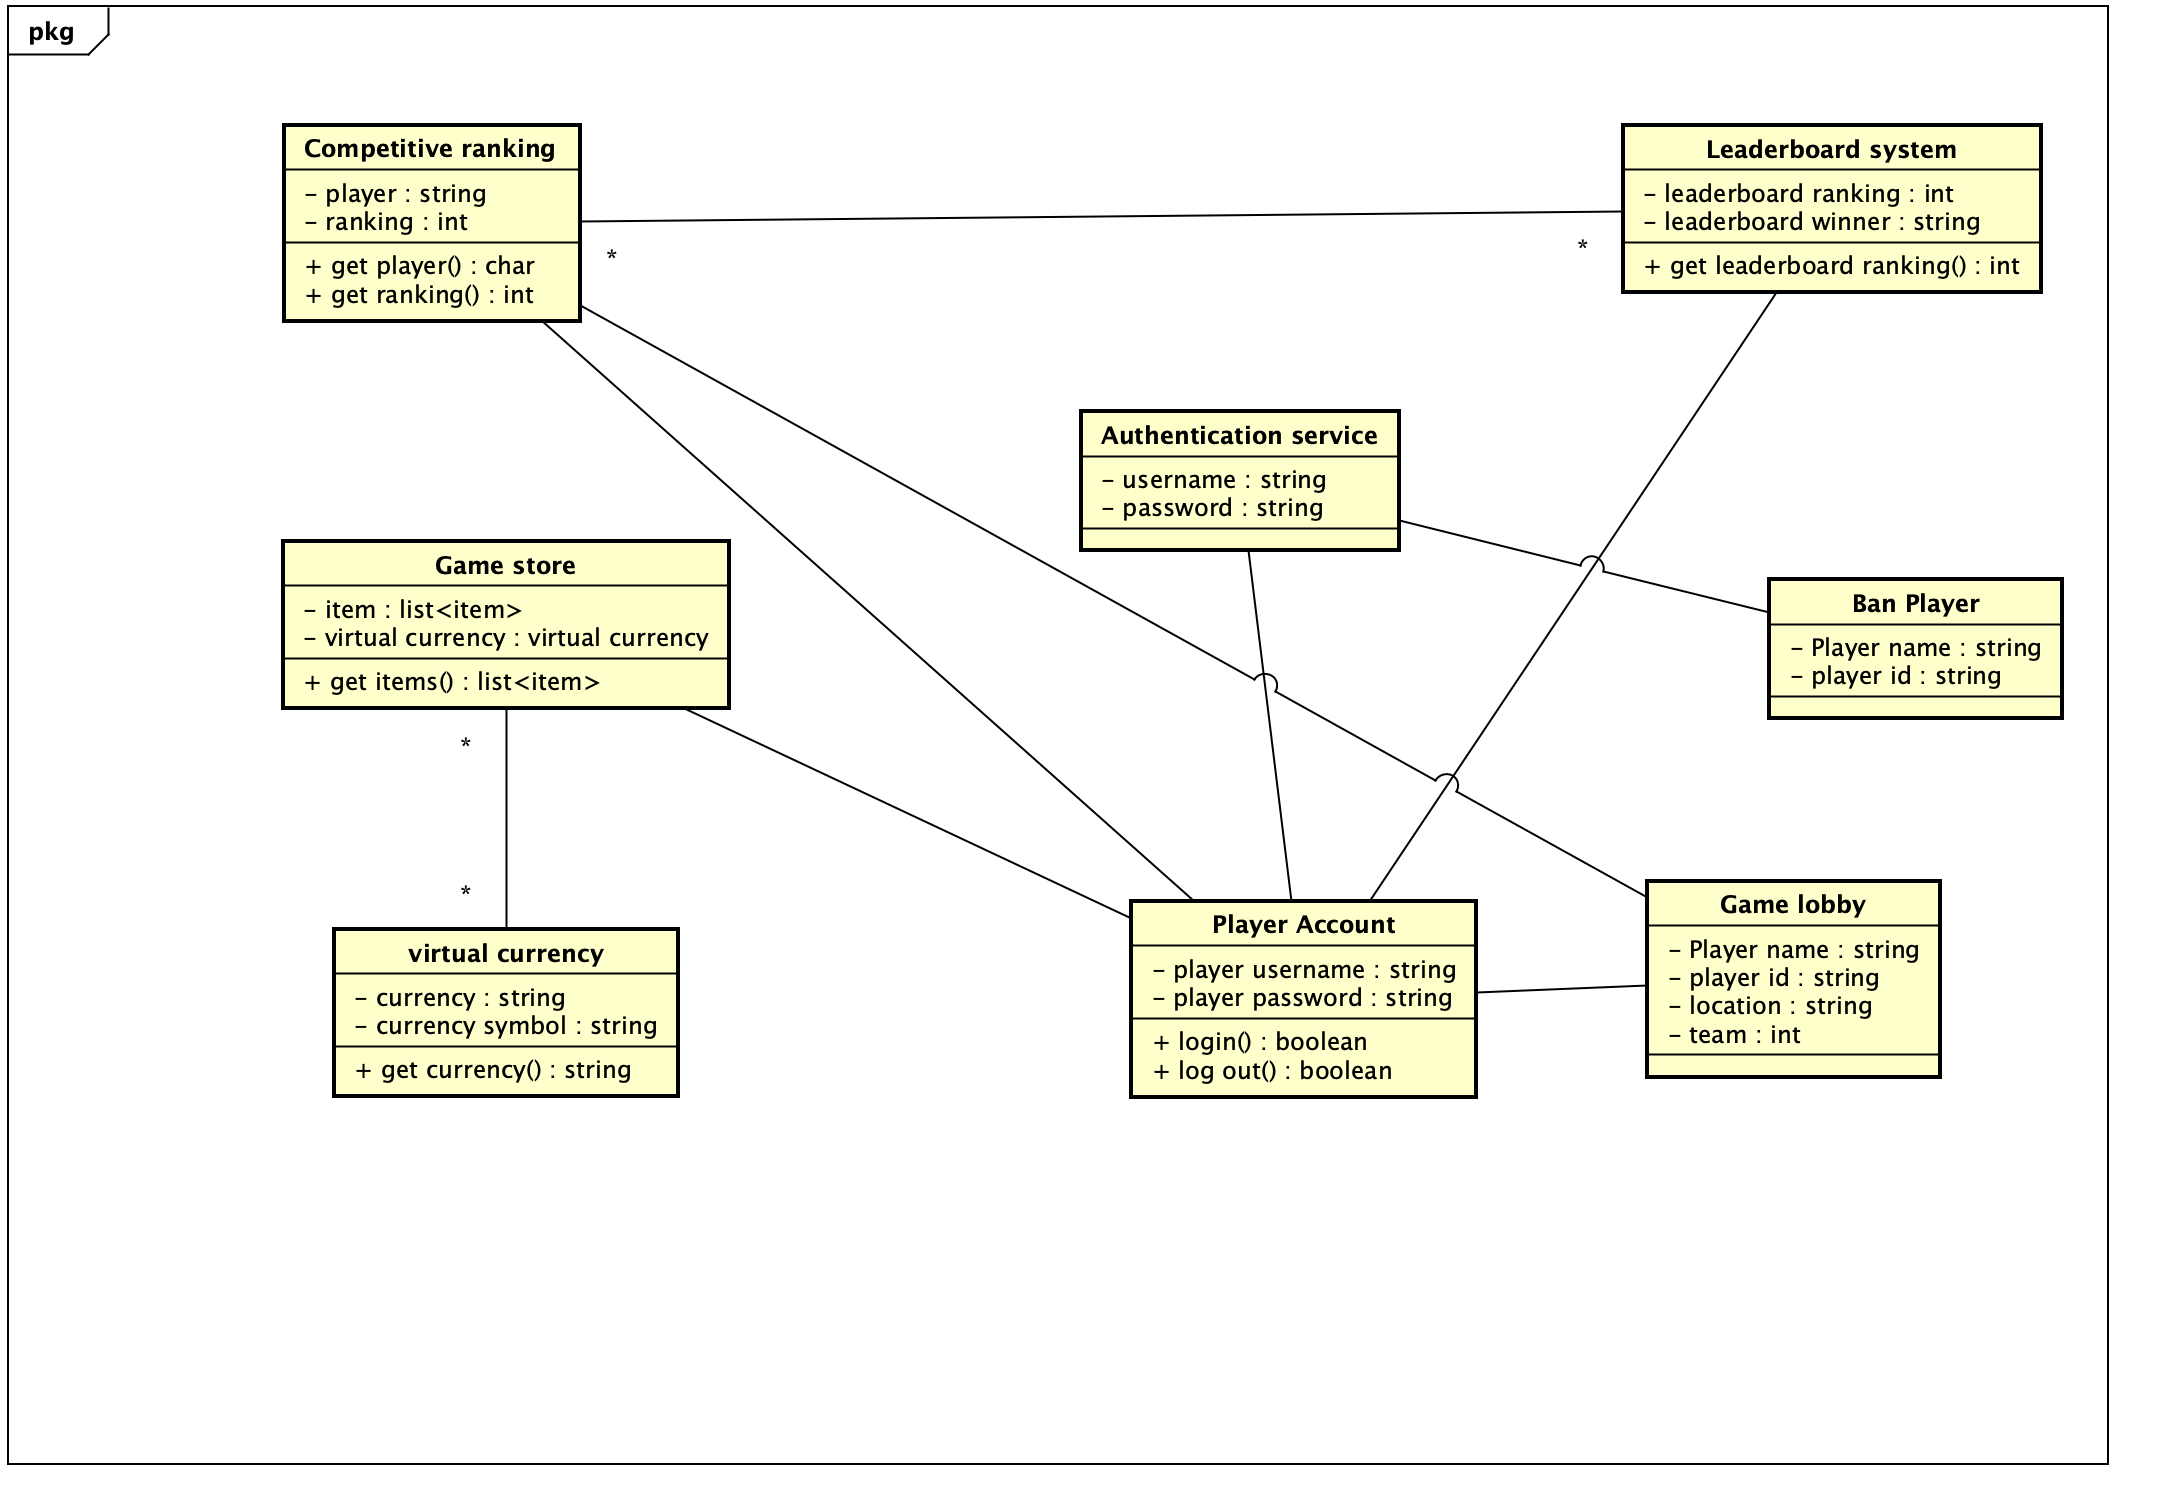 pkg
Competitive ranking
– player : string
– ranking : int
+ get player() : char
+ get ranking() : int
*
Leaderboard system
– leaderboard ranking : int
– leaderboard winner : string
+ get leaderboard ranking() : int
*
Authentication service
– username : string
– password : string
Game store
– item : list<item>
– virtual currency : virtual currency
+ get items() : list<item>
*
Ban Player
– Player name : string
– player id : string
*
virtual currency
– currency : string
– currency symbol : string
+ get currency() : string
Player Account
– player username : string
– player password : string
+ login() : boolean
+ log out() : boolean
Game lobby
– Player name : string
– player id : string
– location : string
– team : int